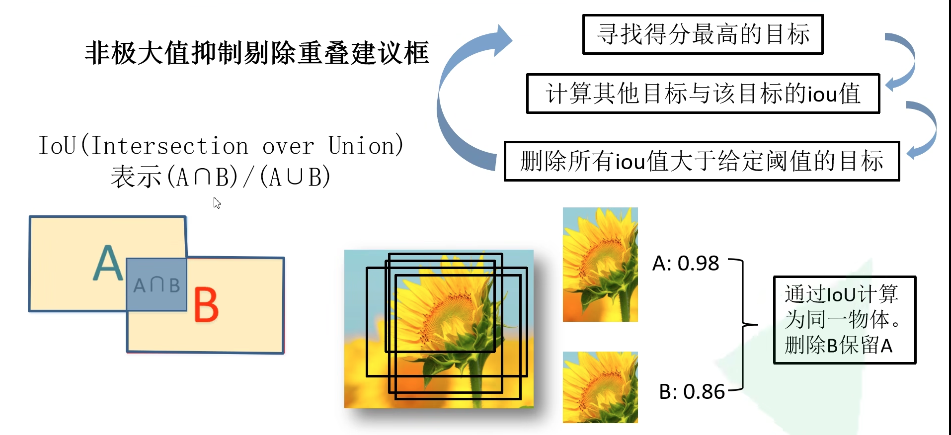 非极大值抑制剔除重叠建议框
寻找得分最高的目标
计算其他目标与该目标的iou值
删除所有iou值大于给定阈值的目标
IoU(Intersection over Union)
表示(A∩B)/(A∪B)
A
A∩B
B
A: 0.98
B: 0.86
通过IoU计算
为同一物体。
删除B保留A